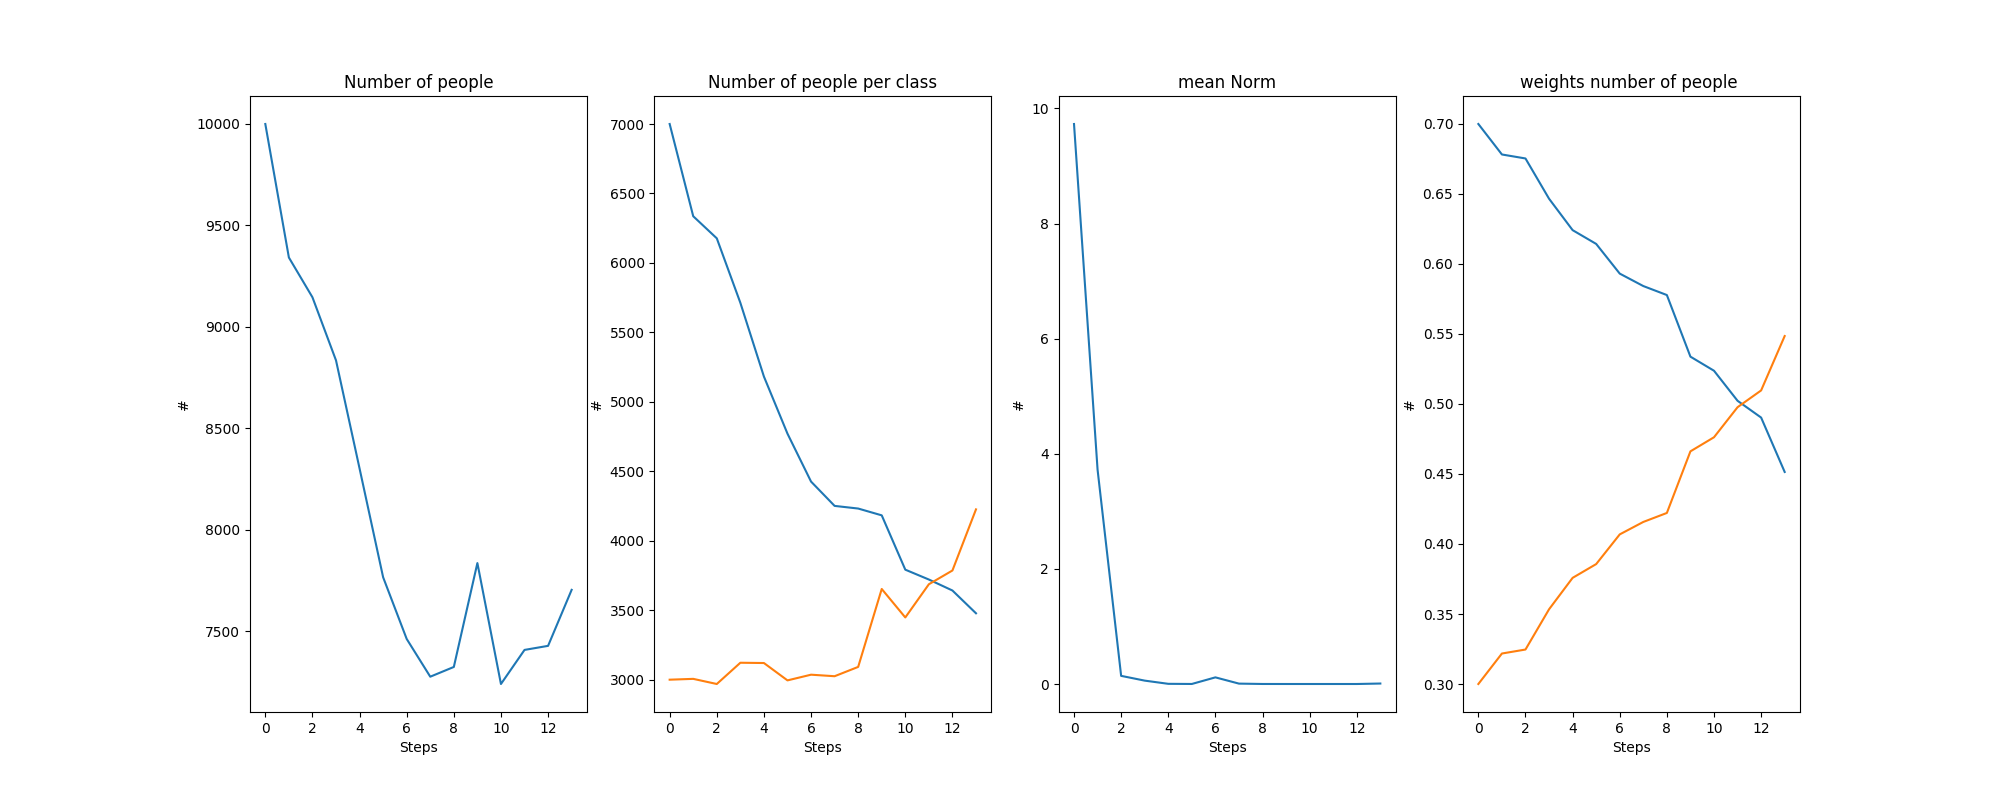 Number of people
10000
9500
9000
8500
8000
7500
#
0 2 4 6 8 10 12
Steps
Number of people per class
7000
6500
6000
5500
5000
4500
4000
3500
3000
#
0 2 4 6 8 10 12
Steps
mean Norm
10
8
6
4
2
0
#
0 2 4 6 8 10 12
Steps
weights number of people
0.70
0.65
0.60
0.55
0.50
0.45
0.40
0.35
0.30
#
0 2 4 6 8 10 12
Steps